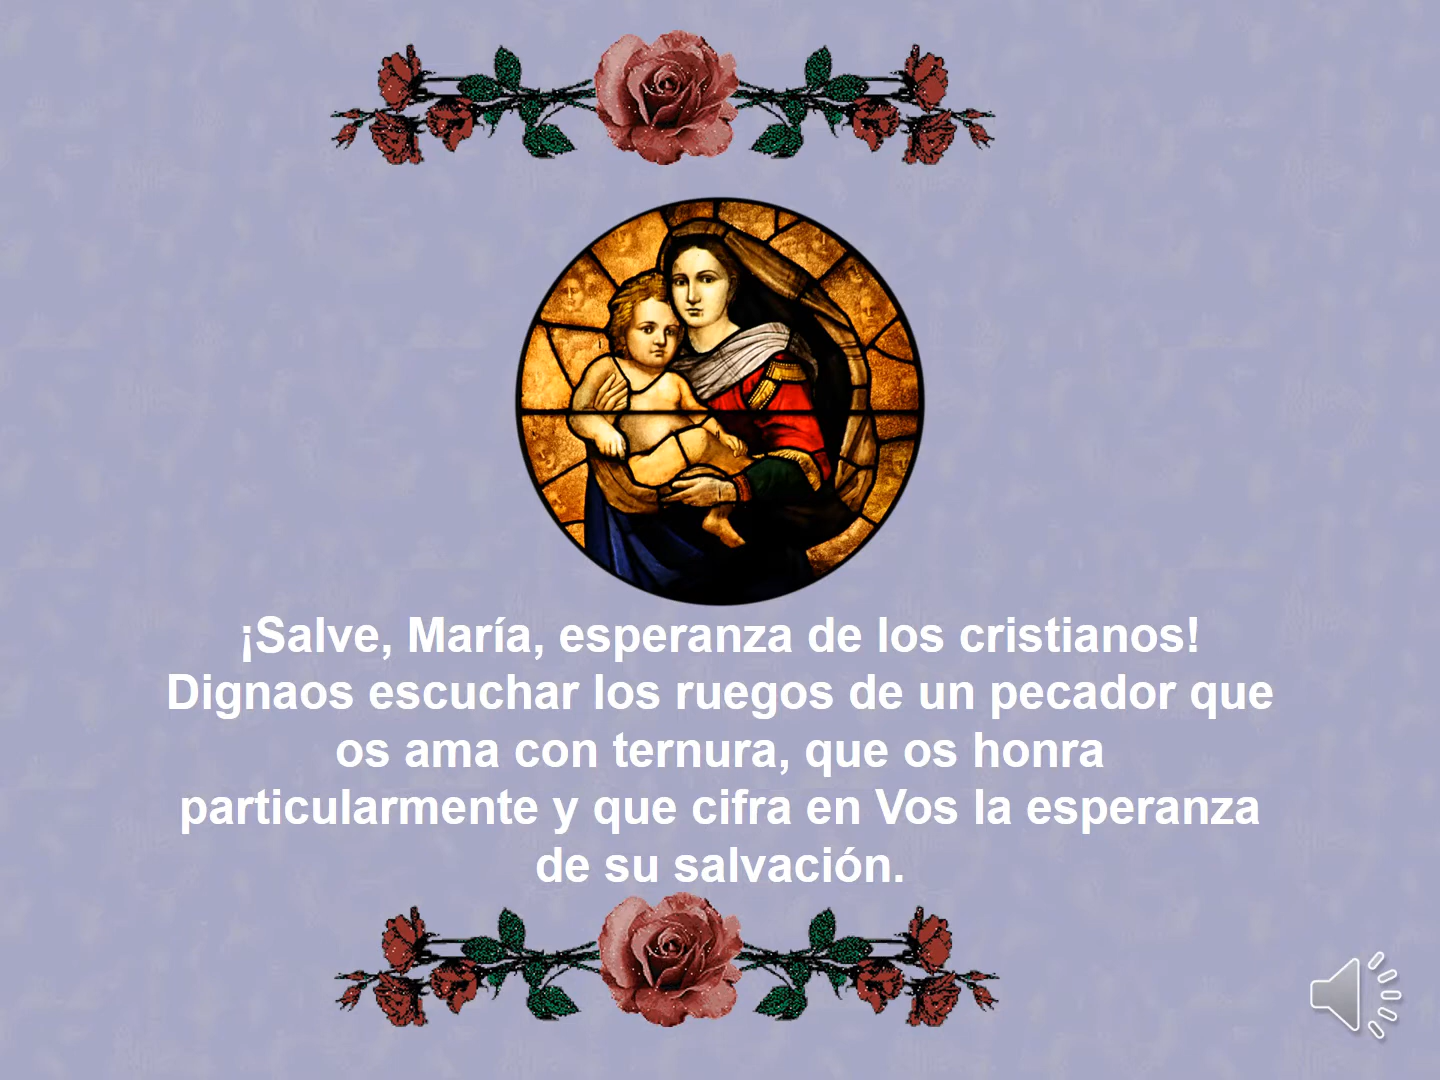 ¡Salve, María, esperanza de los cristianos!
Dignaos escuchar los ruegos de un pecador que
os ama con ternura, que os honra
particularmente y que cifra en Vos la esperanza
de su salvación.